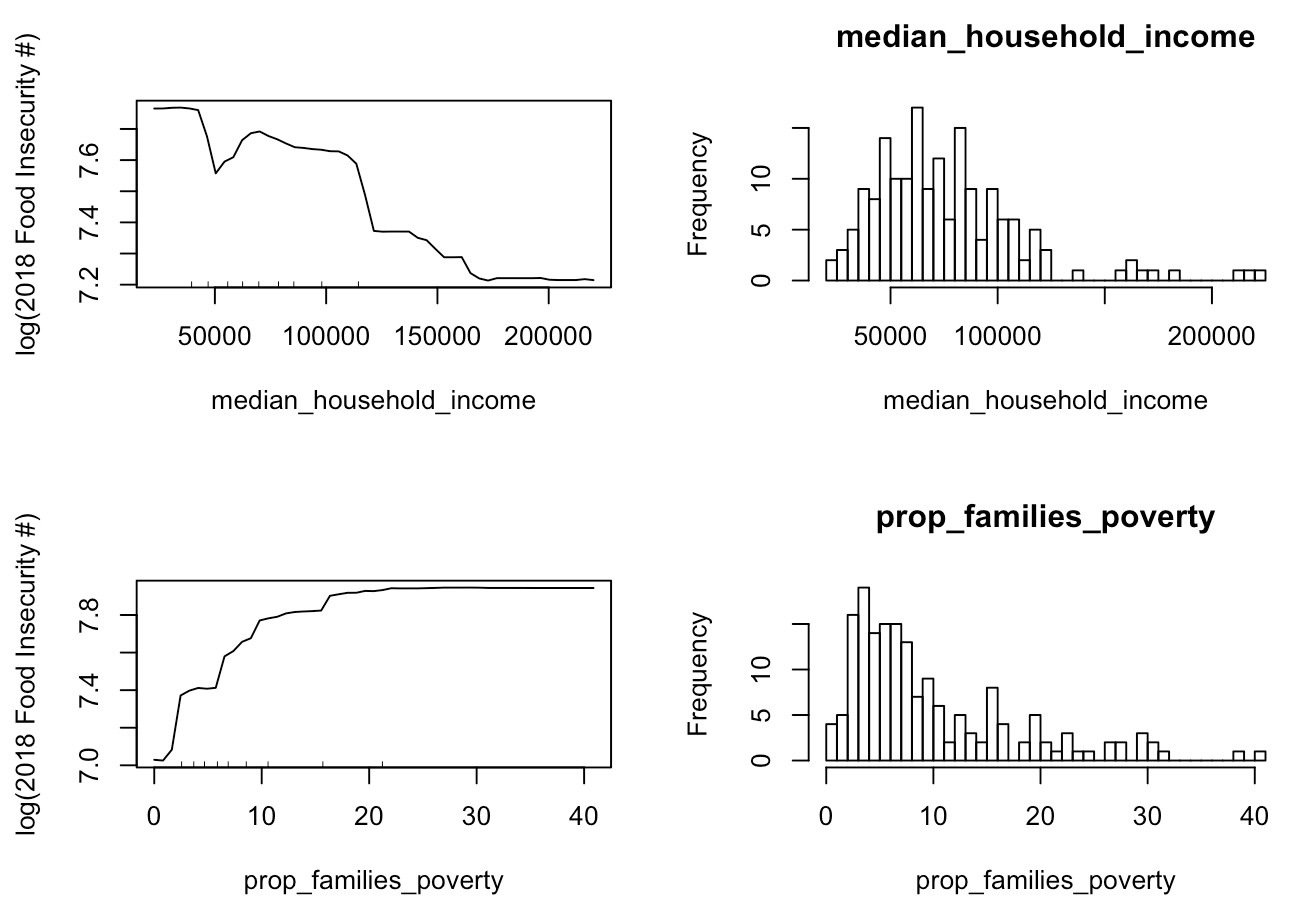 log(2018 Food Insecurity #)
7.2 7.4 7.6
50000 100000 150000 200000
median_household_income
median_household_income
Frequency
0 5 10
50000 100000 200000
median_household_income
log(2018 Food Insecurity #)
7.0 7.4 7.8
0 10 20 30 40
prop_families_poverty
prop_families_poverty
Frequency
0 5 10
0 10 20 30 40
prop_families_poverty